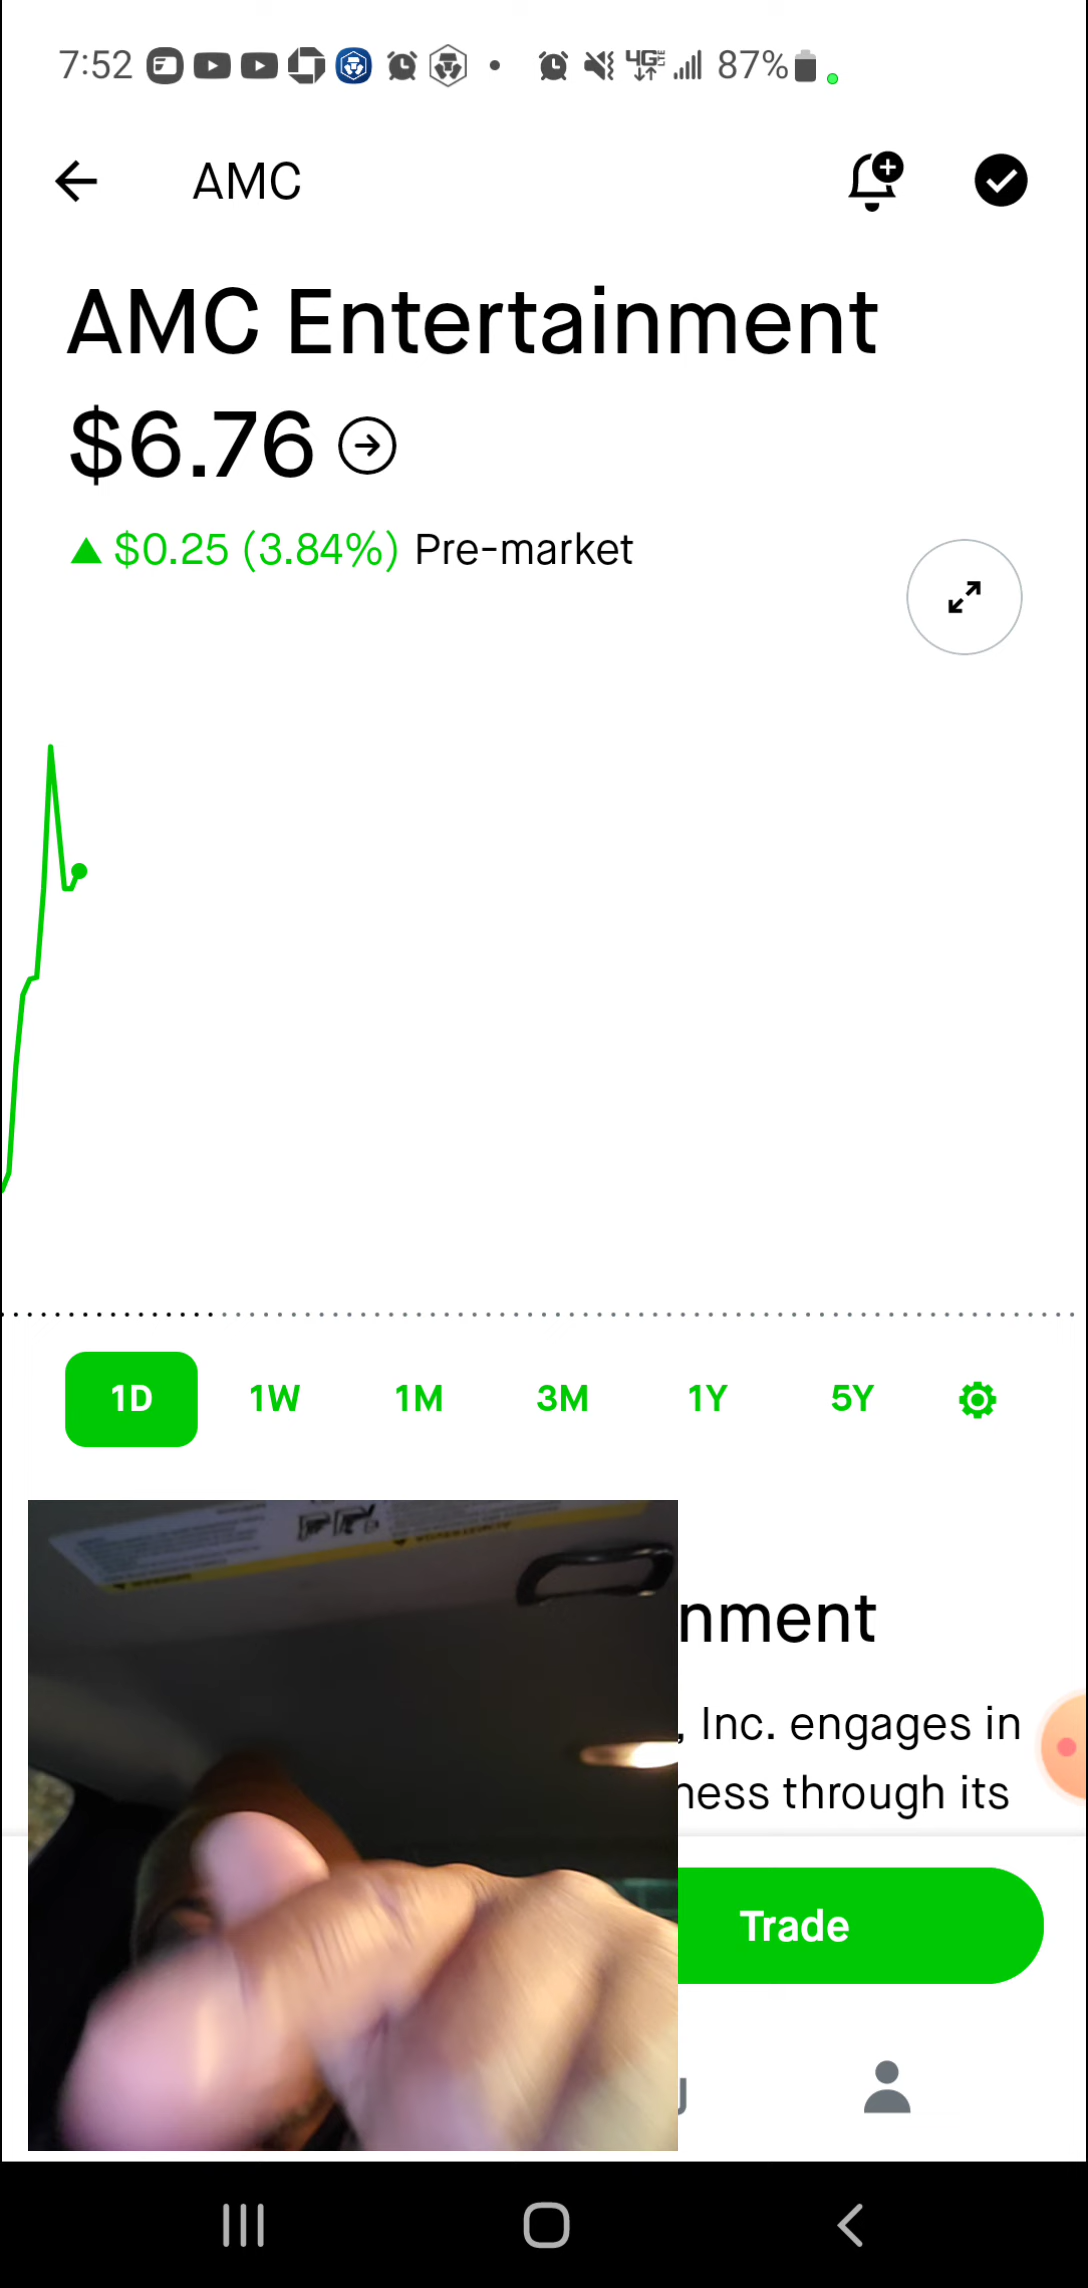 7:52 4GE 87%
AMC
AMC Entertainment
$6.76
$0.25 (3.84%) Pre-market
1D 1W 1M 3M 1Y 5Y
nment
, Inc. engages in
ness through its
Trade